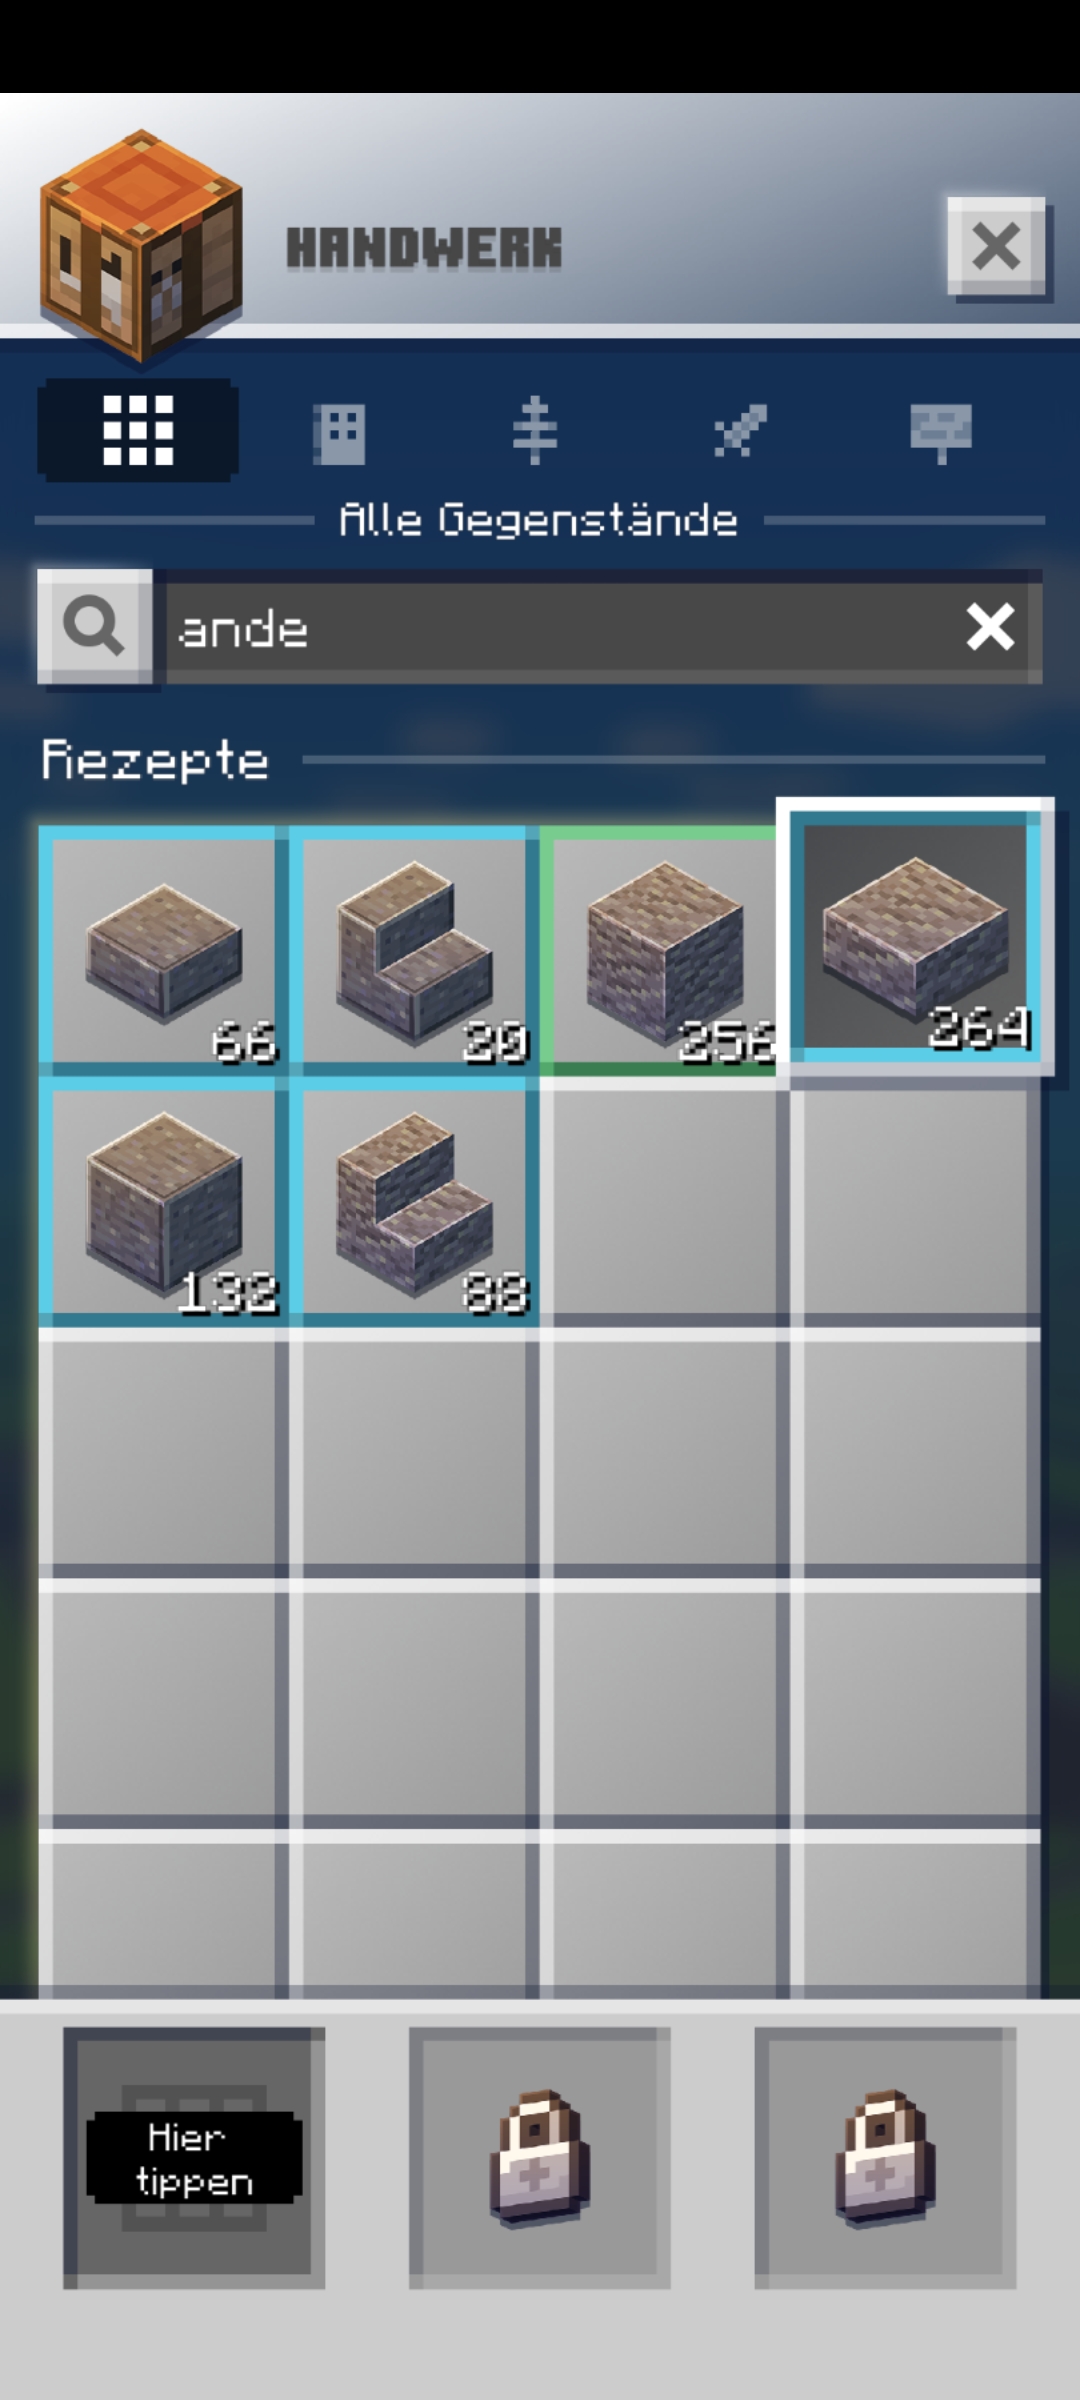 HANDWERK
Alle Gegenstände
ande
Rezepte
66
20
256
264
132
88
Hier
tippen